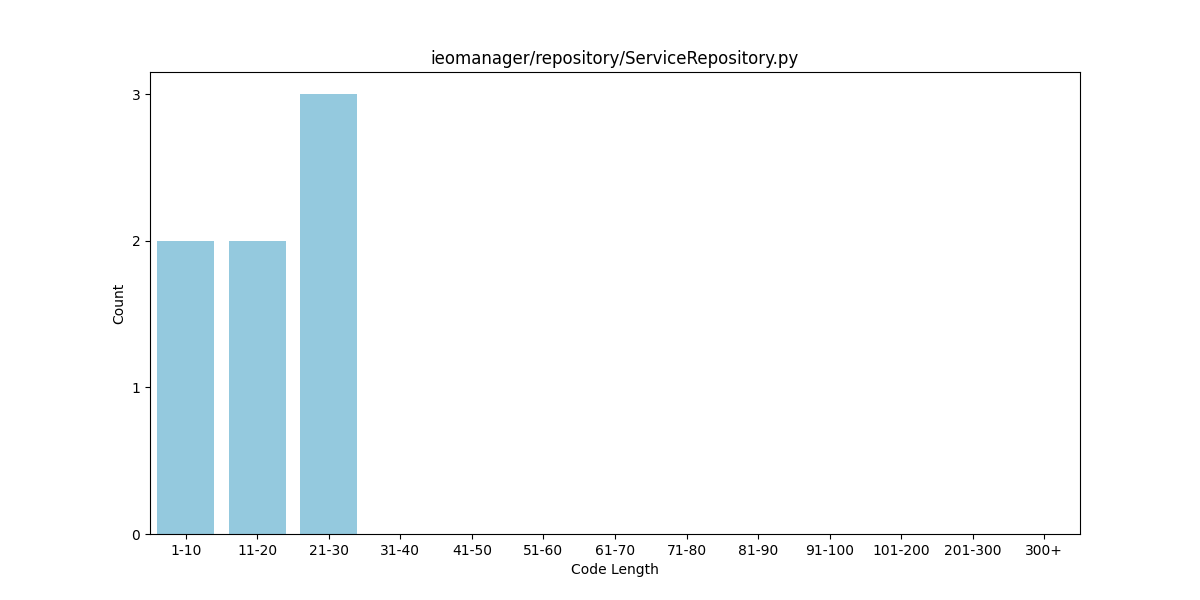 ieomanager/repository/ServiceRepository.py
3
2
1
0
Count
1-10 11-20 21-30 31-40 41-50 51-60 61-70 71-80 81-90 91-100 101-200 201-300 300+
Code Length